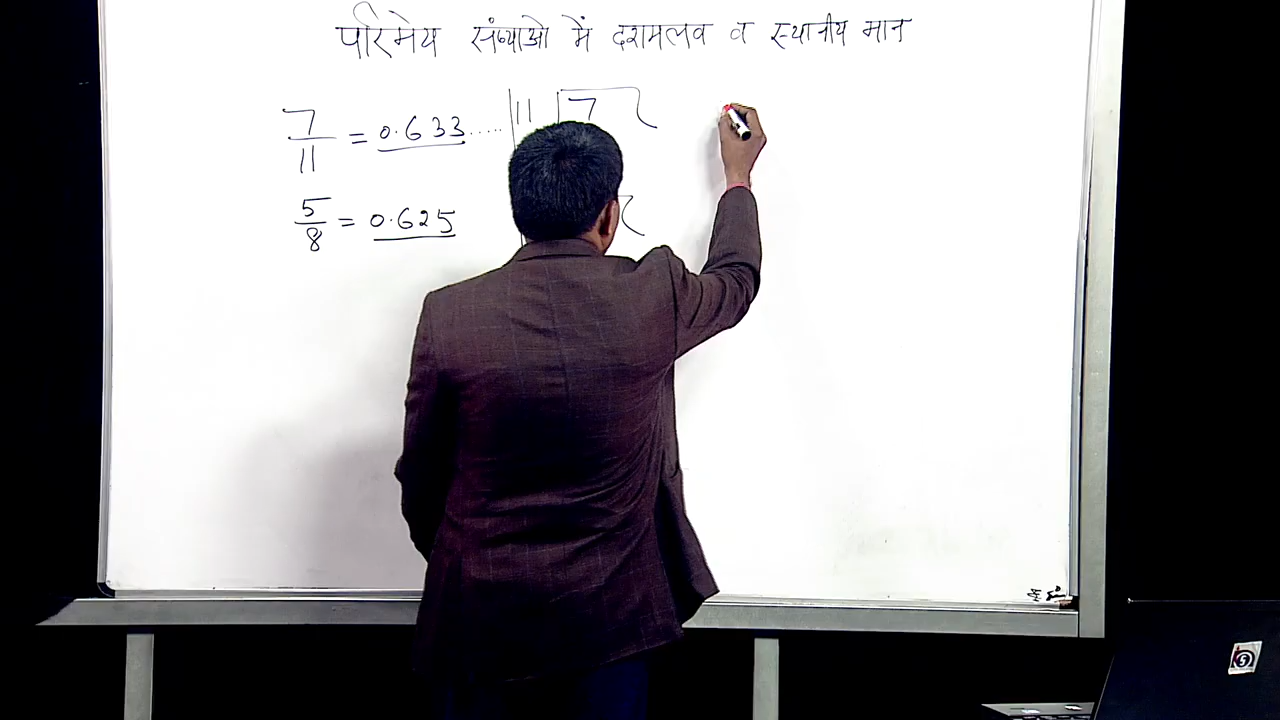 परिमेय संख्याओ में दशमलव व स्थानीय मान
7/11 = 0.633..... 11 7
5/8 = 0.625